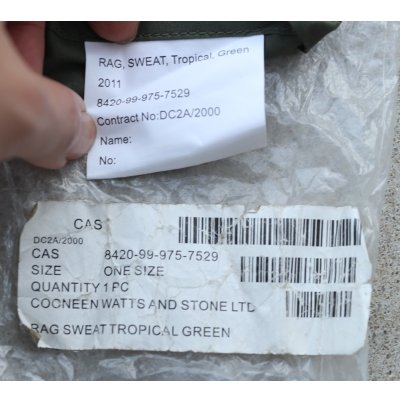 RAG, SWEAT, Tropical, Green
2011
8420-99-975-7529
Contract No:DC2A/2000
Name:
No:
CAS
DC2A/2000
CAS 8420-99-975-7529
SIZE ONE SIZE
QUANTITY 1 PC
COONEEN WATTS AND STONE LTD
RAG SWEAT TROPICAL GREEN